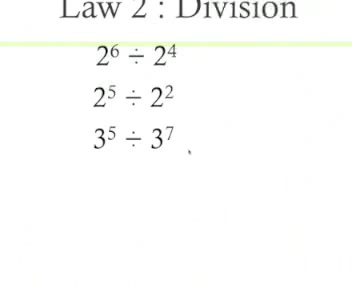 Law 2 : Division
2⁶ ÷ 2⁴
2⁵ ÷ 2²
3⁵ ÷ 3⁷